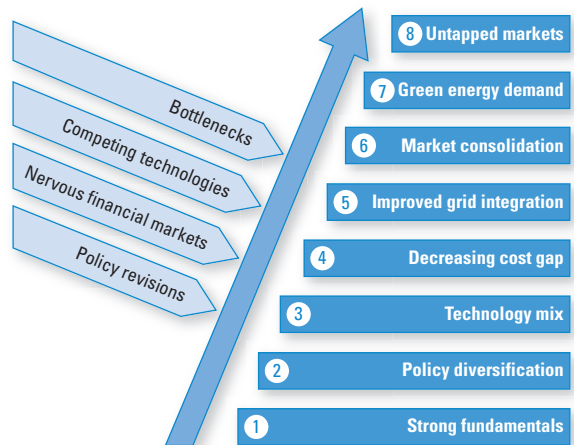 Bottlenecks
Competing technologies
Nervous financial markets
Policy revisions
8 Untapped markets
7 Green energy demand
6 Market consolidation
5 Improved grid integration
4 Decreasing cost gap
3 Technology mix
2 Policy diversification
1 Strong fundamentals